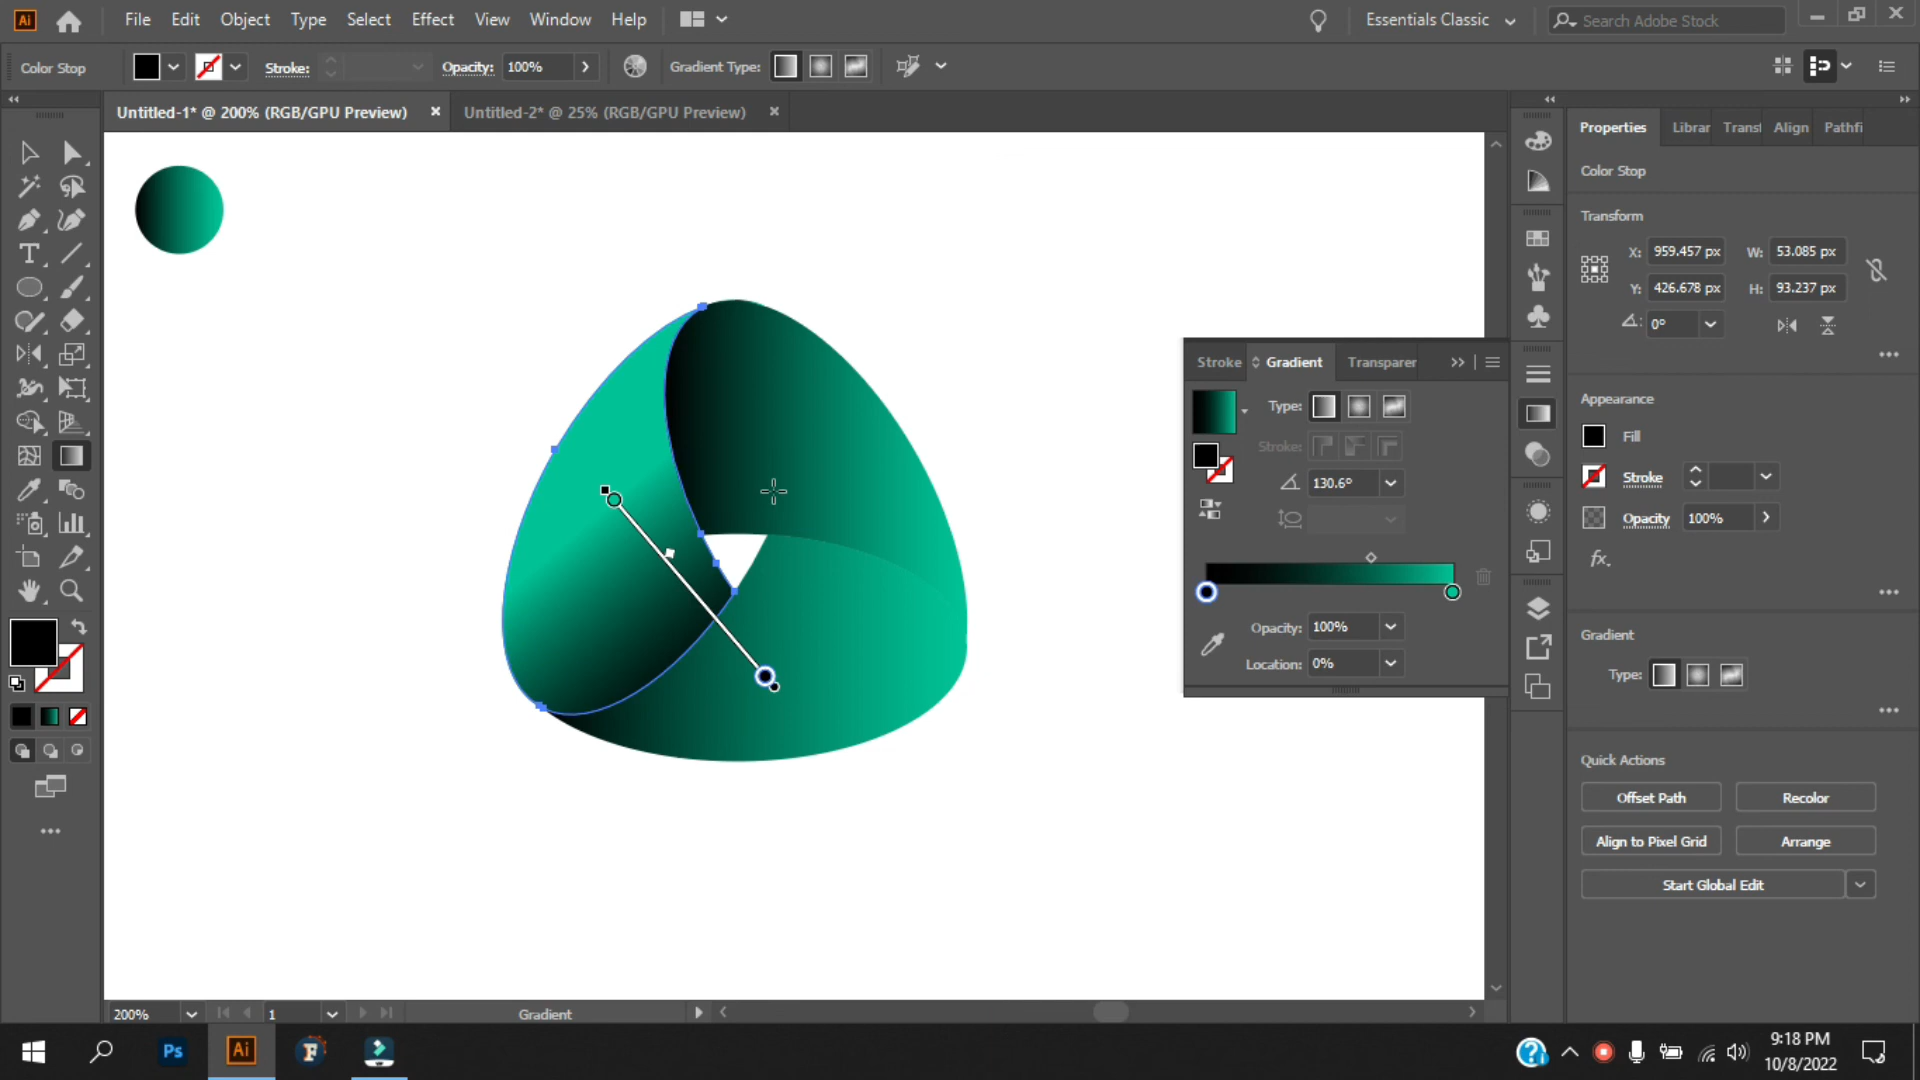 Ai File Edit Object Type Select Effect View Window Help Essentials Classic Search Adobe Stock
Color Stop Stroke: Opacity: 100% Gradient Type:
Untitled-1* @ 200% (RGB/GPU Preview) Untitled-2* @ 25% (RGB/GPU Preview)
Properties Librar Transf Align Pathfi
Color Stop
Transform
X: 959.457 px W: 53.085 px
Y: 426.678 px H: 93.237 px
0°
Appearance
Fill
Stroke
Opacity 100%
fx.
Gradient
Type:
Quick Actions
Offset Path Recolor
Align to Pixel Grid Arrange
Start Global Edit
Stroke Gradient Transparer
Type:
Stroke:
130.6°
Opacity: 100%
Location: 0%
200% 1 Gradient
Ps Ai F
9:18 PM
10/8/2022